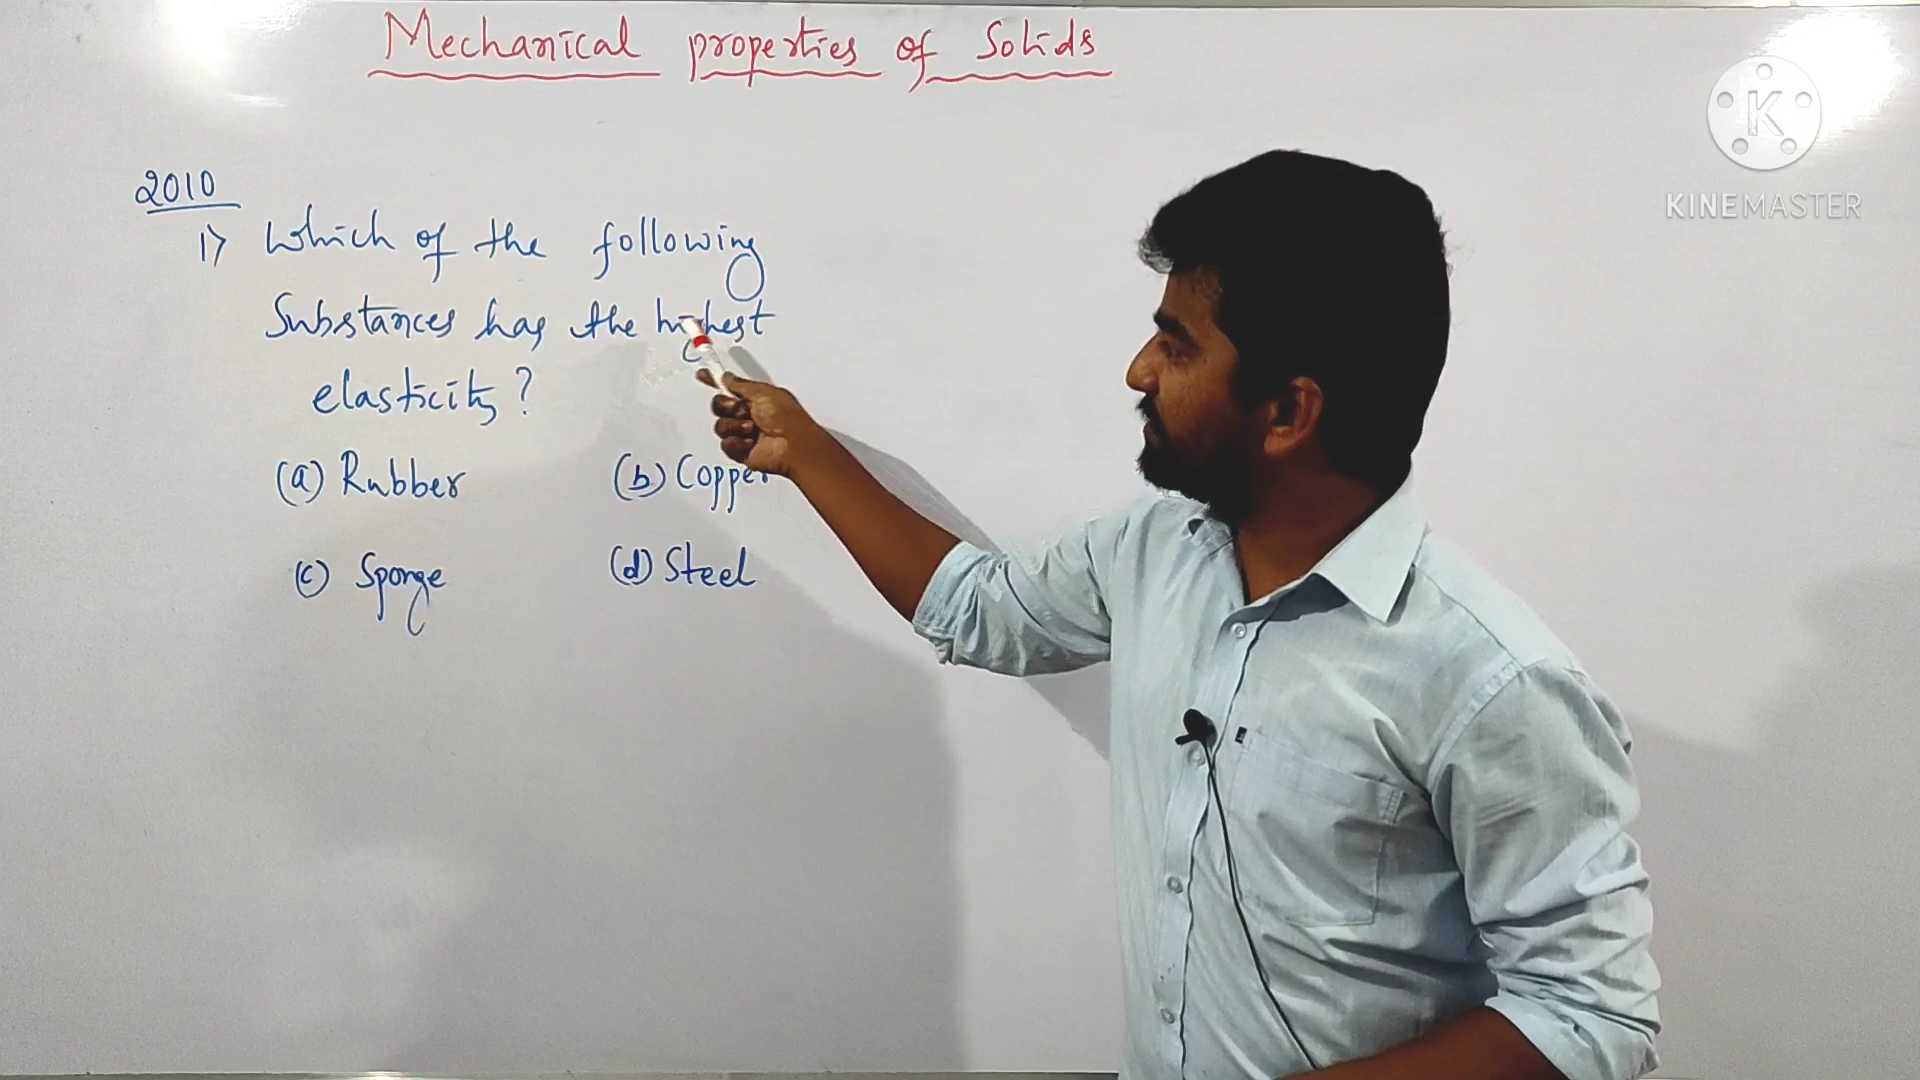 Mechanical properties of Solids
2010
1) Which of the following
Substances has the highest
elasticity?
(a) Rubber (b) Copper
(c) Sponge (d) Steel
K
KINEMASTER